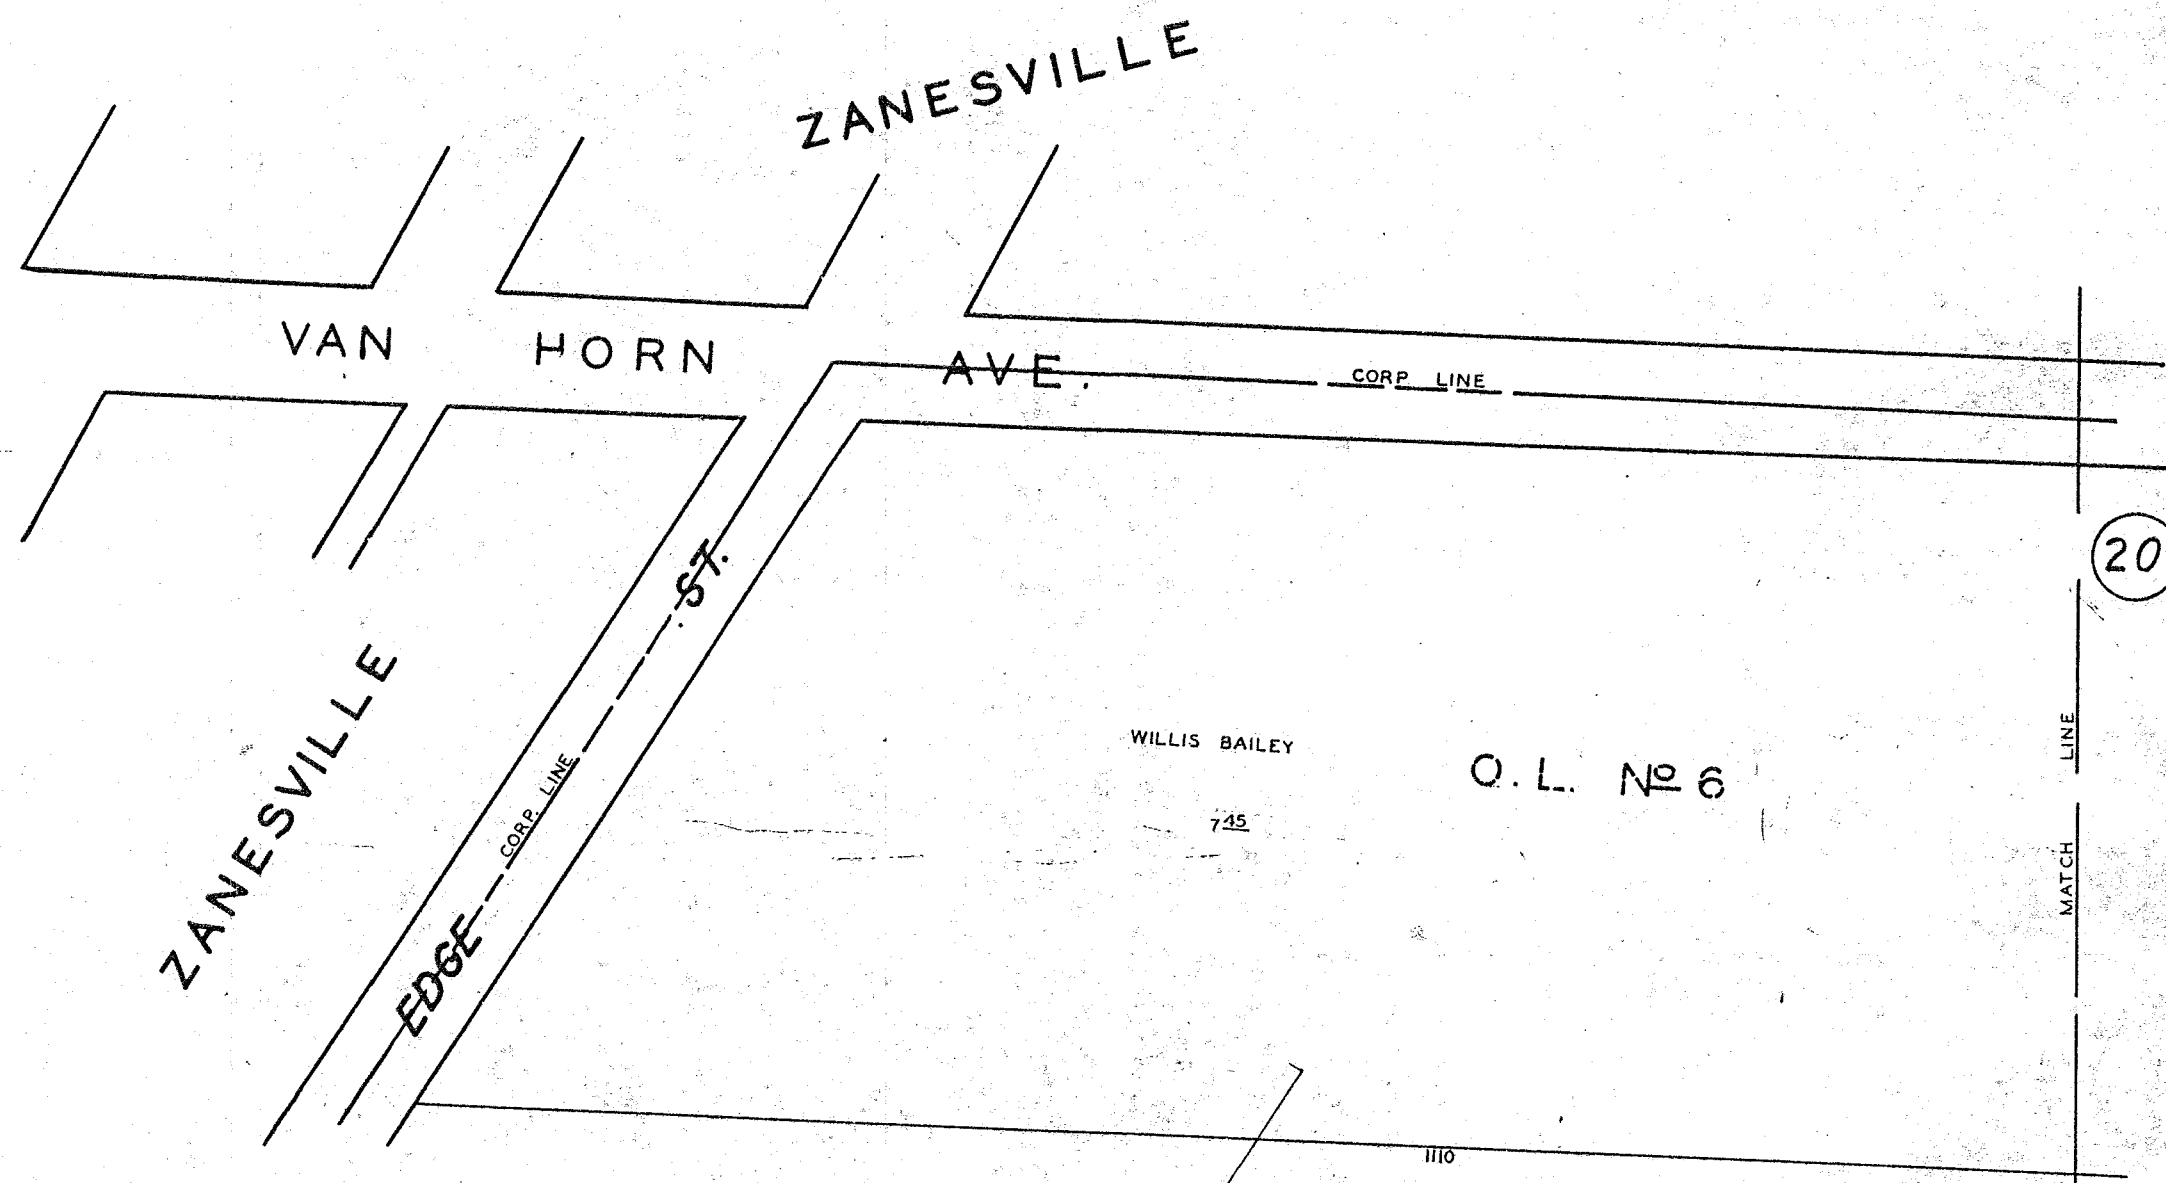 ZANESVILLE
VAN HORN AVE.
CORP LINE
20
EDGE ST.
CORP. LINE
ZANESVILLE
WILLIS BAILEY
7 45
O.L. Nº 6
MATCH LINE
1110